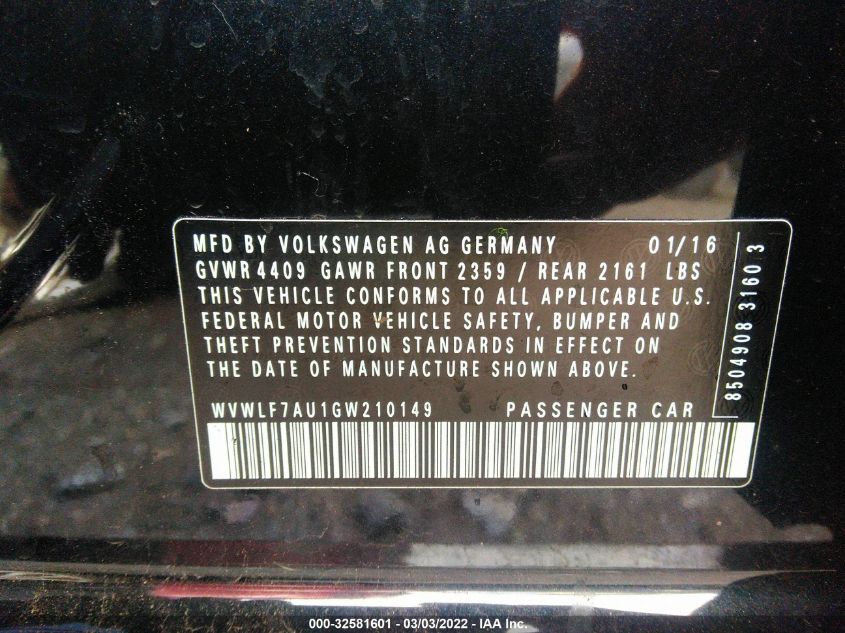 MFD BY VOLKSWAGEN AG GERMANY 01/16
GVWR 4409 GAWR FRONT 2359 / REAR 2161 LBS
THIS VEHICLE CONFORMS TO ALL APPLICABLE U.S.
FEDERAL MOTOR VEHICLE SAFETY, BUMPER AND
THEFT PREVENTION STANDARDS IN EFFECT ON
THE DATE OF MANUFACTURE SHOWN ABOVE.
WVWLF7AU1GW210149 PASSENGER CAR
8504908 3160 3
000-32581601 - 03/03/2022 - IAA Inc.